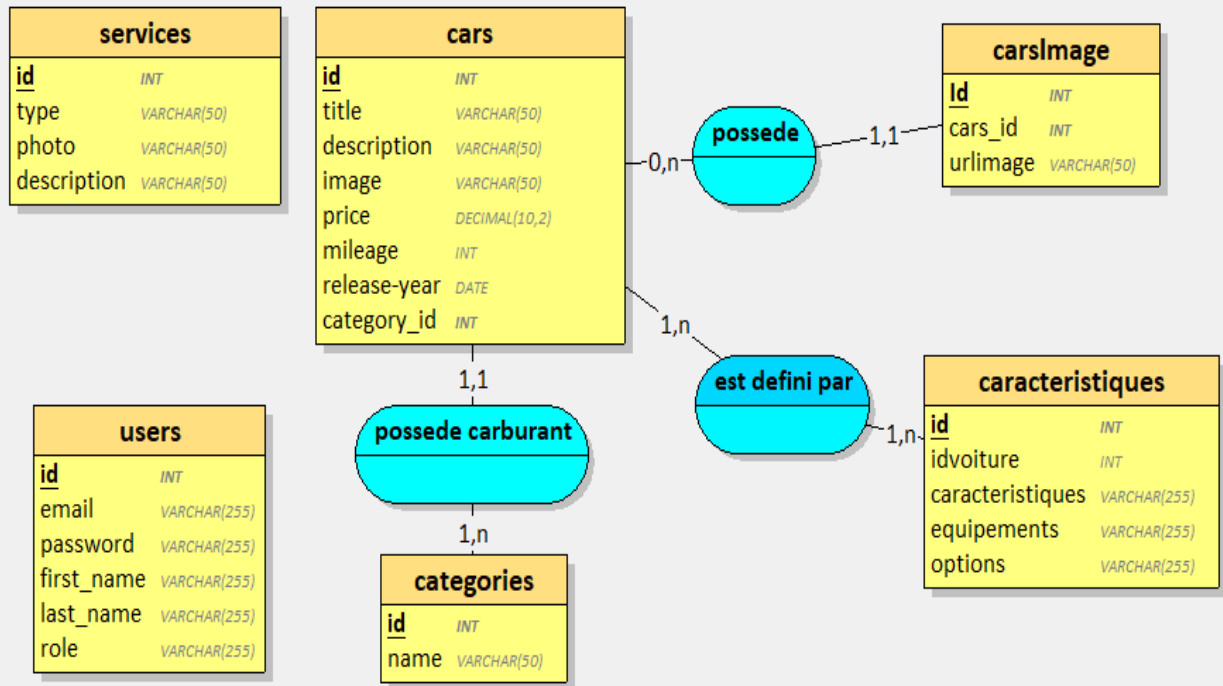 services
id INT
type VARCHAR(50)
photo VARCHAR(50)
description VARCHAR(50)
cars
id INT
title VARCHAR(50)
description VARCHAR(50)
image VARCHAR(50)
price DECIMAL(10,2)
mileage INT
release-year DATE
category_id INT
carsImage
Id INT
cars_id INT
urlimage VARCHAR(50)
possede
0,n
1,1
1,n
est defini par
1,n
caracteristiques
id INT
idvoiture INT
caracteristiques VARCHAR(255)
equipements VARCHAR(255)
options VARCHAR(255)
1,1
possede carburant
1,n
users
id INT
email VARCHAR(255)
password VARCHAR(255)
first_name VARCHAR(255)
last_name VARCHAR(255)
role VARCHAR(255)
categories
id INT
name VARCHAR(50)